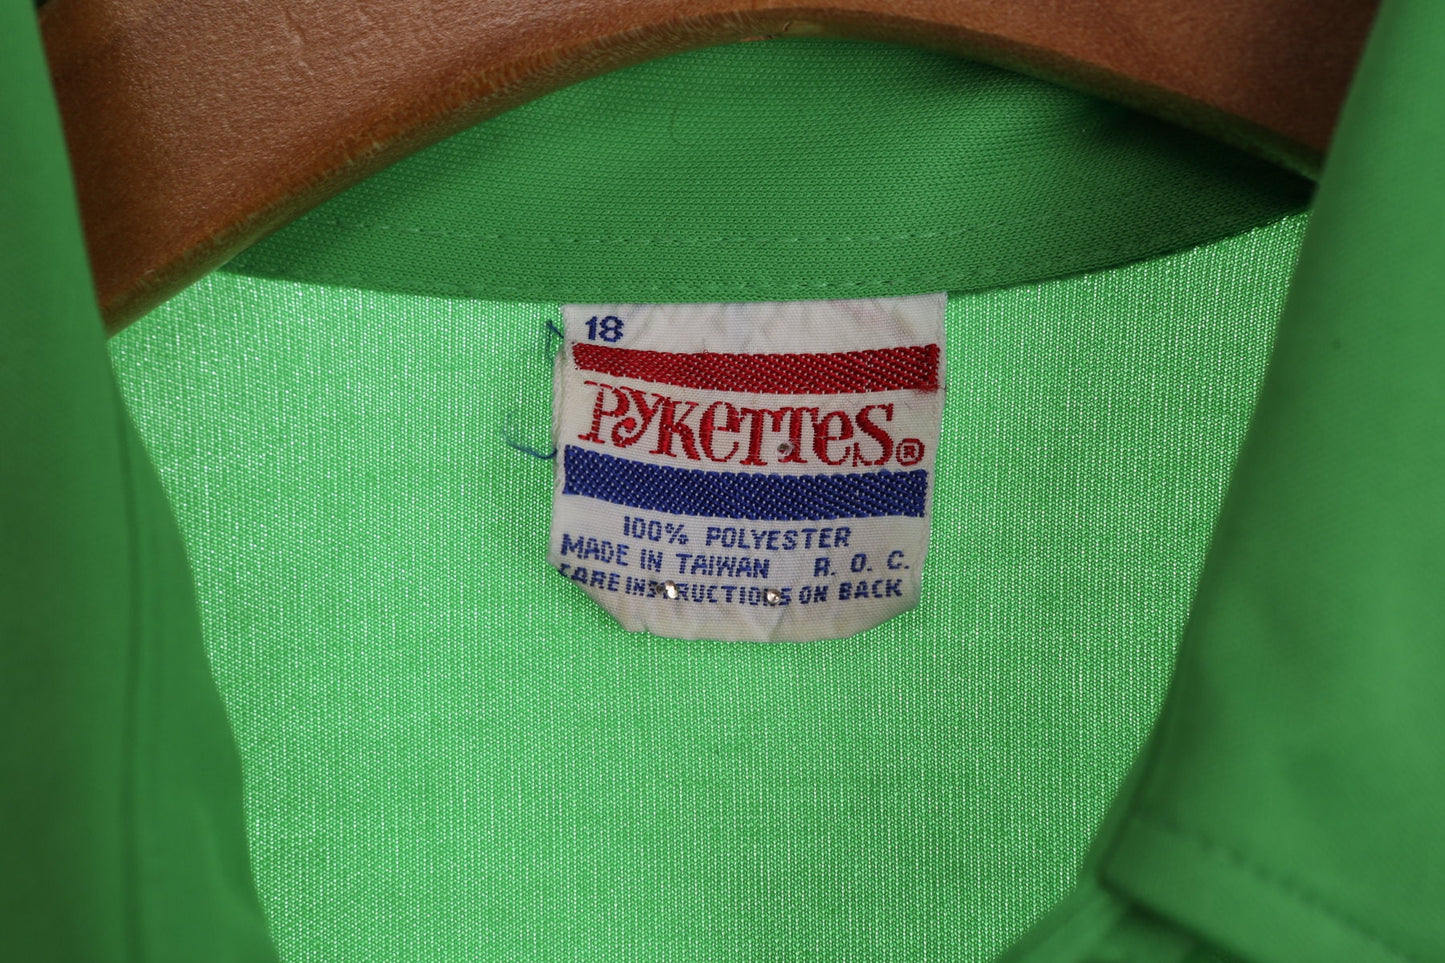 18
PYKETTES®
100% POLYESTER
MADE IN TAIWAN R. O. C.
CARE INSTRUCTIONS ON BACK